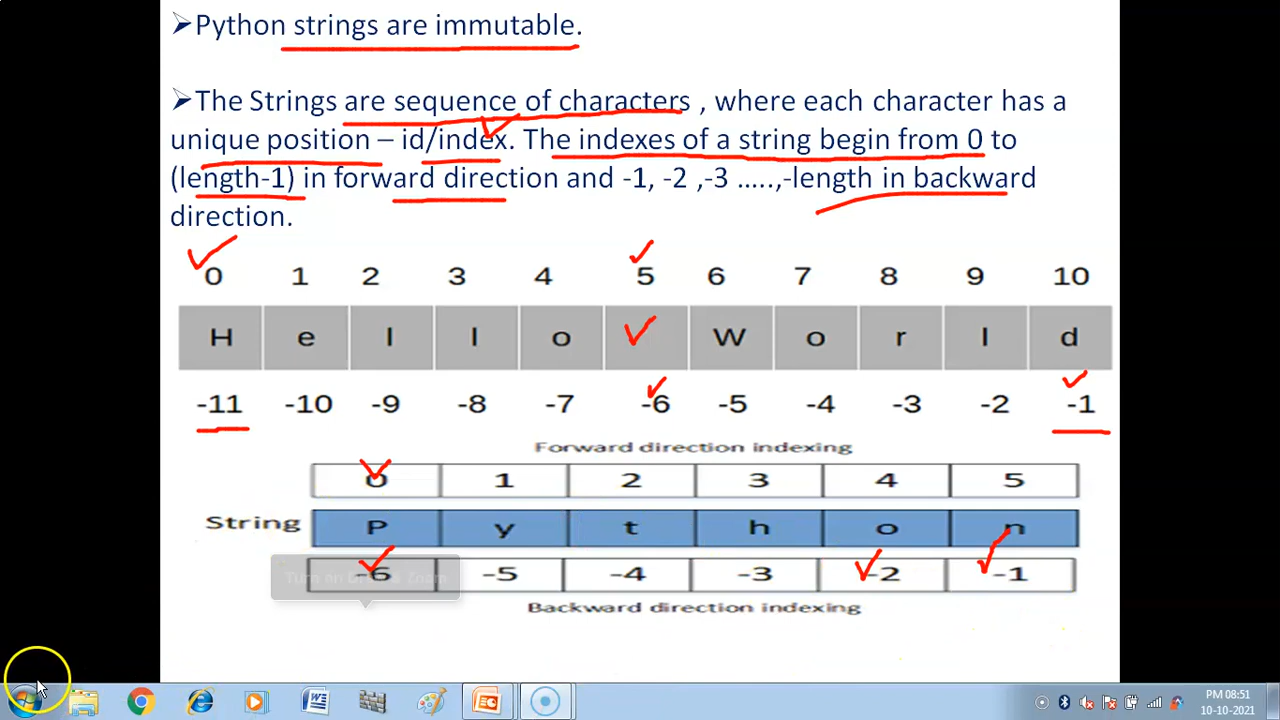 ➢Python strings are immutable.
➢The Strings are sequence of characters , where each character has a
unique position – id/index. The indexes of a string begin from 0 to
(length-1) in forward direction and -1, -2 ,-3 .....,-length in backward
direction.
0 1 2 3 4 5 6 7 8 9 10
H e l l o W o r l d
-11 -10 -9 -8 -7 -6 -5 -4 -3 -2 -1
Forward direction indexing
0 1 2 3 4 5
String P y t h o n
-6 -5 -4 -3 -2 -1
Backward direction indexing
PM 08:51
10-10-2021